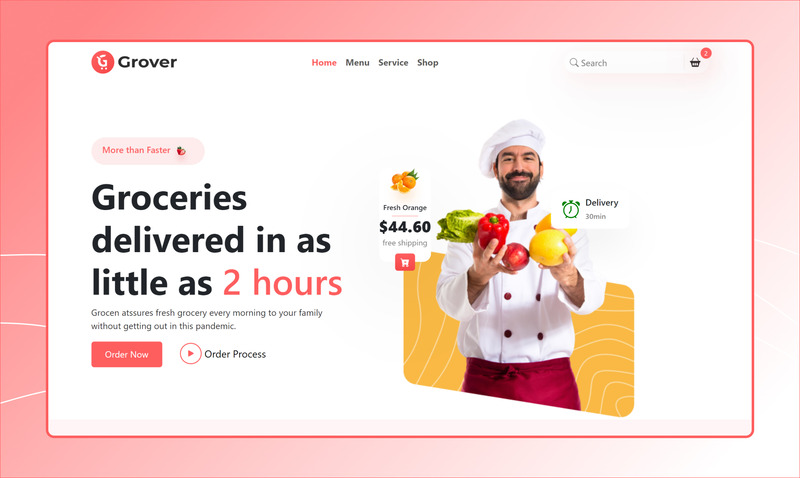 Grover
Home Menu Service Shop
Search
2
More than Faster
Groceries
delivered in as
little as 2 hours
Grocen atssures fresh grocery every morning to your family
without getting out in this pandemic.
Order Now
Order Process
Fresh Orange
$44.60
free shipping
Delivery
30min